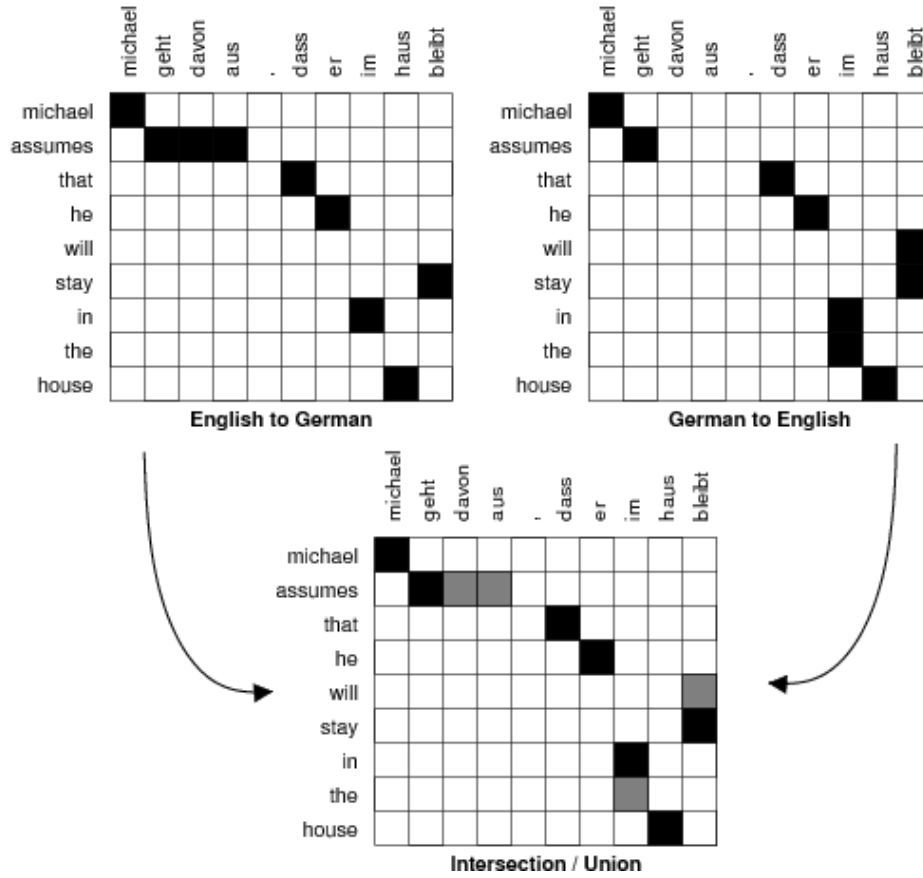 michael geht davon aus , dass er im haus bleibt
michael
assumes
that
he
will
stay
in
the
house
English to German
michael geht davon aus , dass er im haus bleibt
michael
assumes
that
he
will
stay
in
the
house
German to English
michael geht davon aus , dass er im haus bleibt
michael
assumes
that
he
will
stay
in
the
house
Intersection / Union